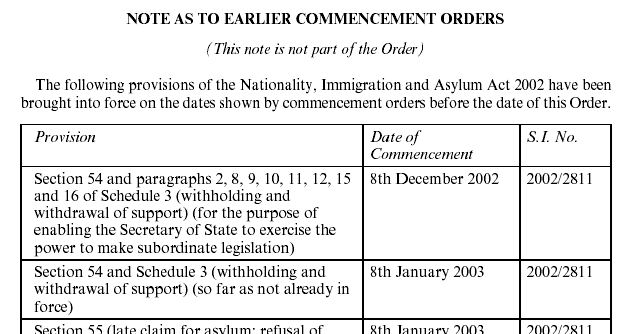 NOTE AS TO EARLIER COMMENCEMENT ORDERS
(This note is not part of the Order)
The following provisions of the Nationality, Immigration and Asylum Act 2002 have been
brought into force on the dates shown by commencement orders before the date of this Order.
Provision
Date of
Commencement
S.I. No.
Section 54 and paragraphs 2, 8, 9, 10, 11, 12, 15
and 16 of Schedule 3 (withholding and
withdrawal of support) (for the purpose of
enabling the Secretary of State to exercise the
power to make subordinate legislation)
8th December 2002
2002/2811
Section 54 and Schedule 3 (withholding and
withdrawal of support) (so far as not already in
force)
8th January 2003
2002/2811
Section 55 (late claim for asylum: refusal of
8th January 2003
2002/2811